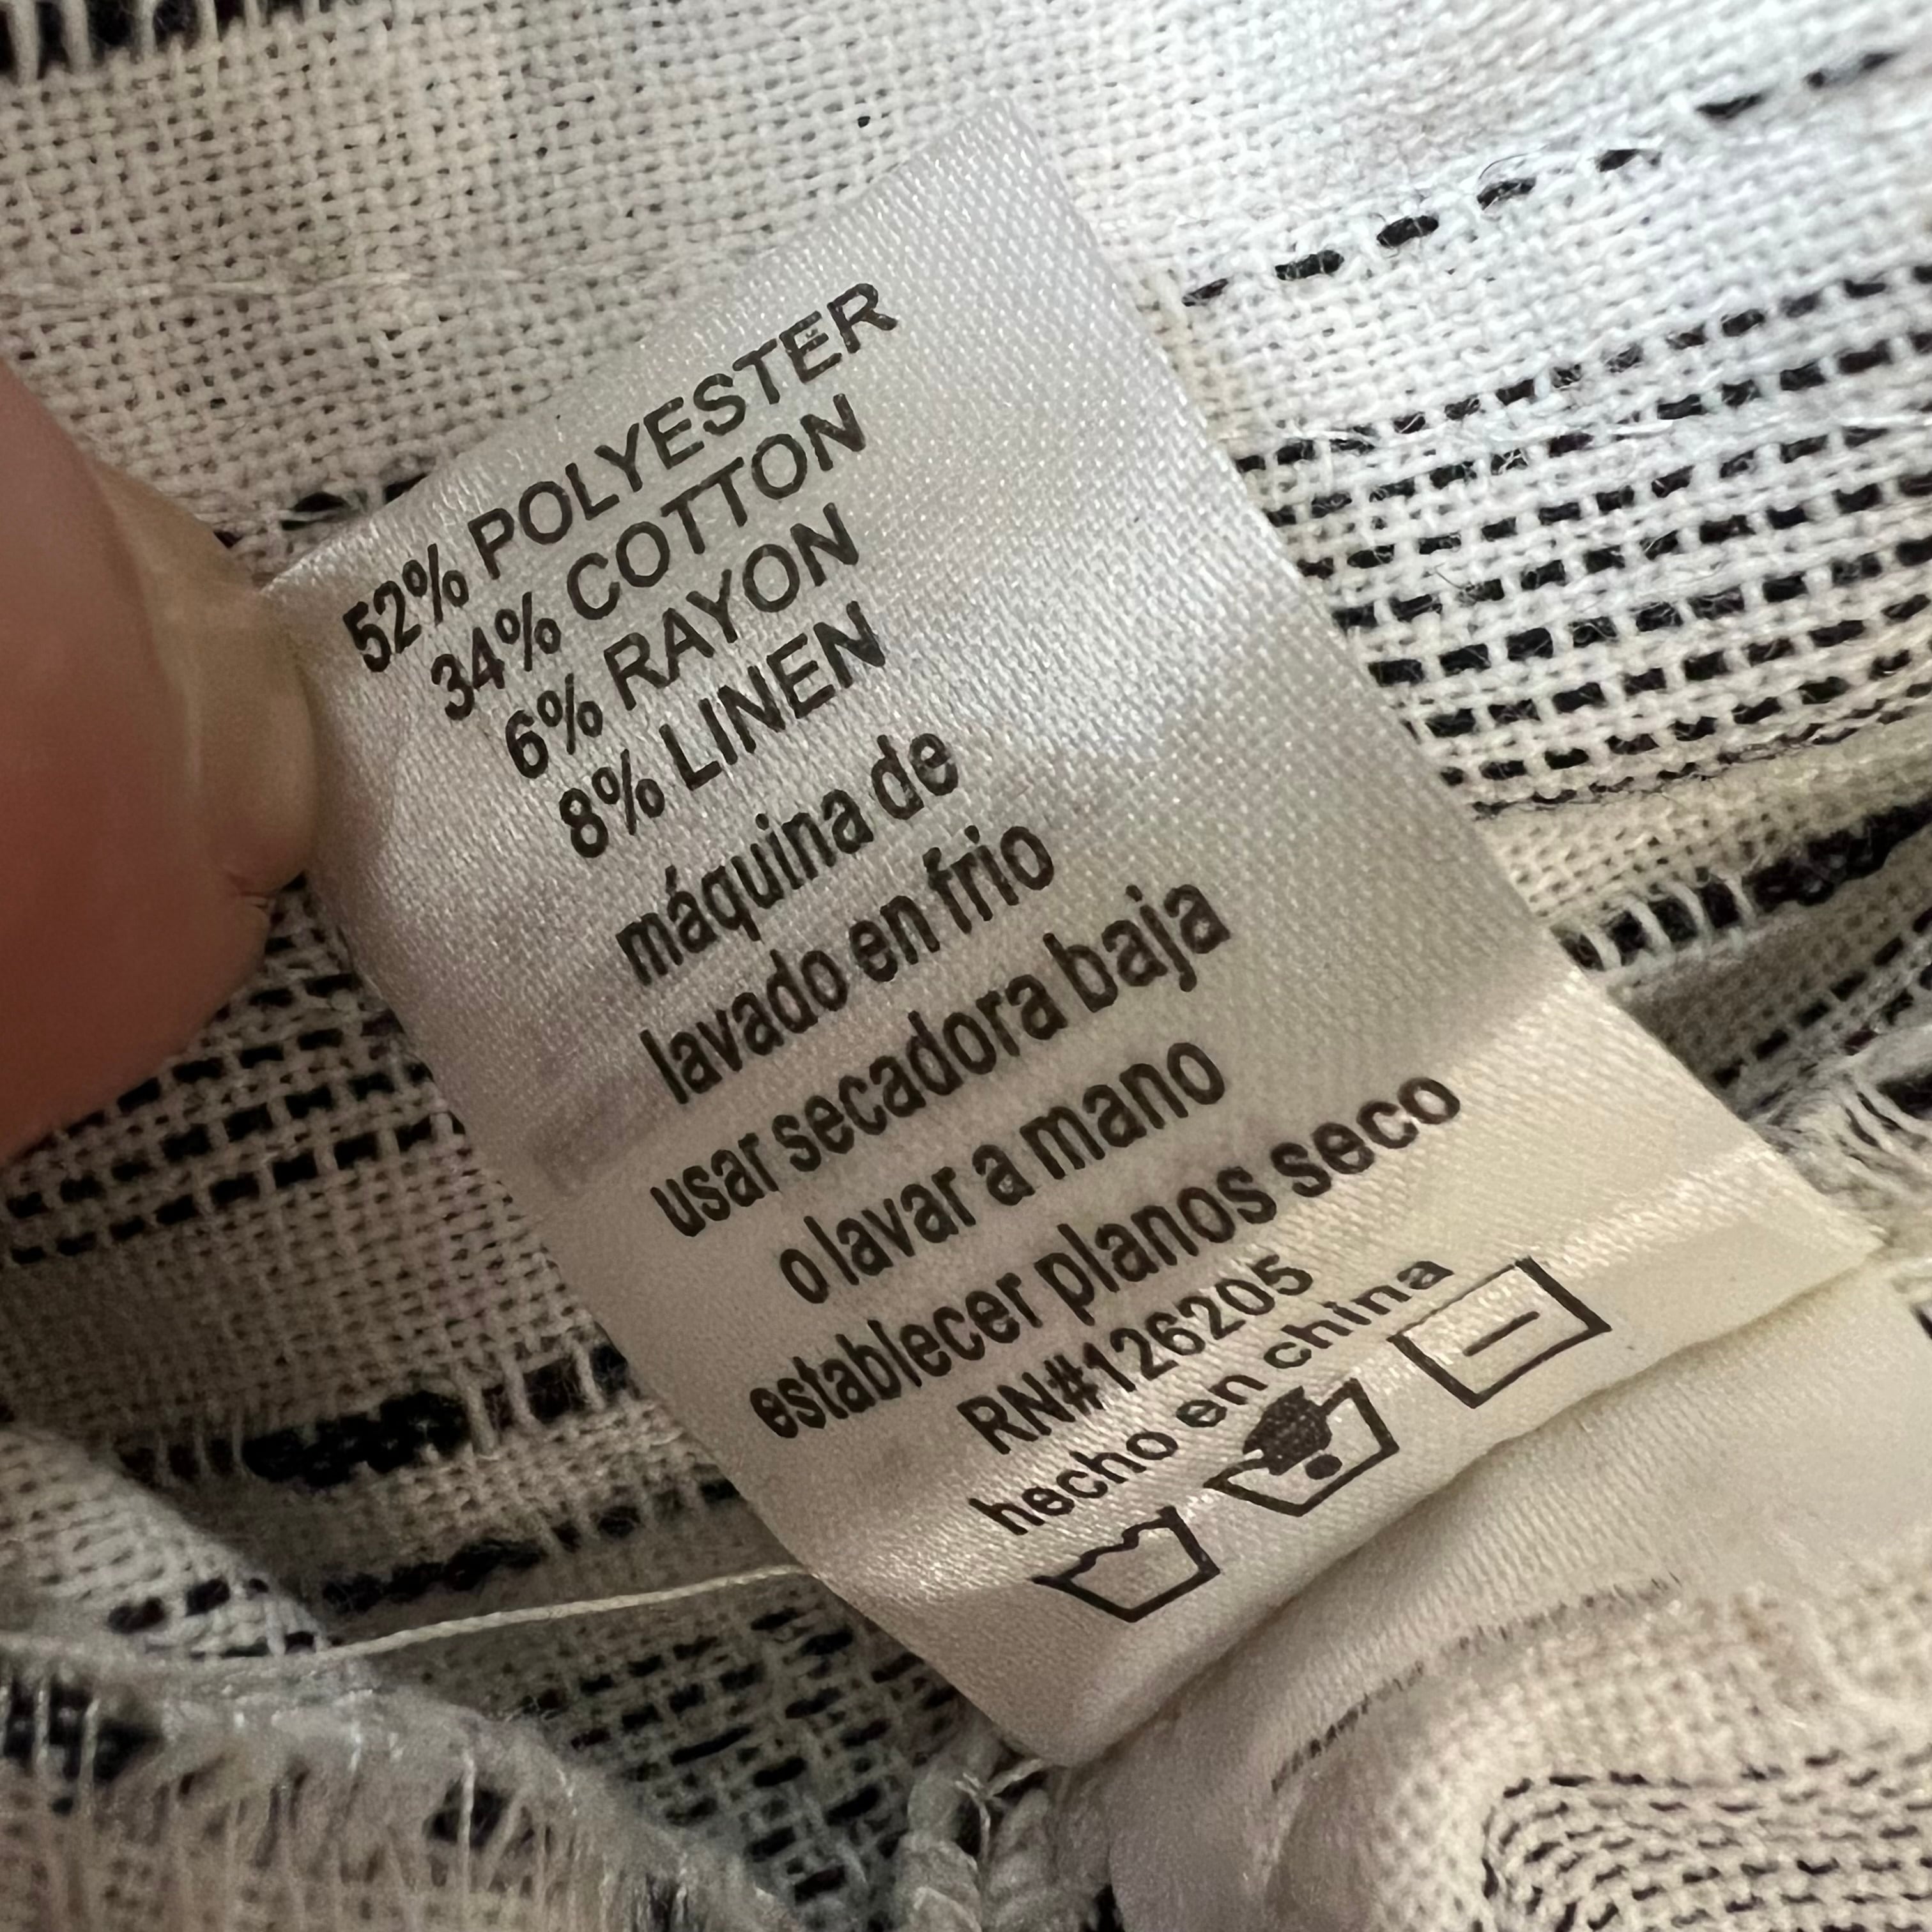 52% POLYESTER
34% COTTON
6% RAYON
8% LINEN
máquina de
lavado en frio
usar secadora baja
o lavar a mano
establecer planos seco
RN#126205
hecho en china